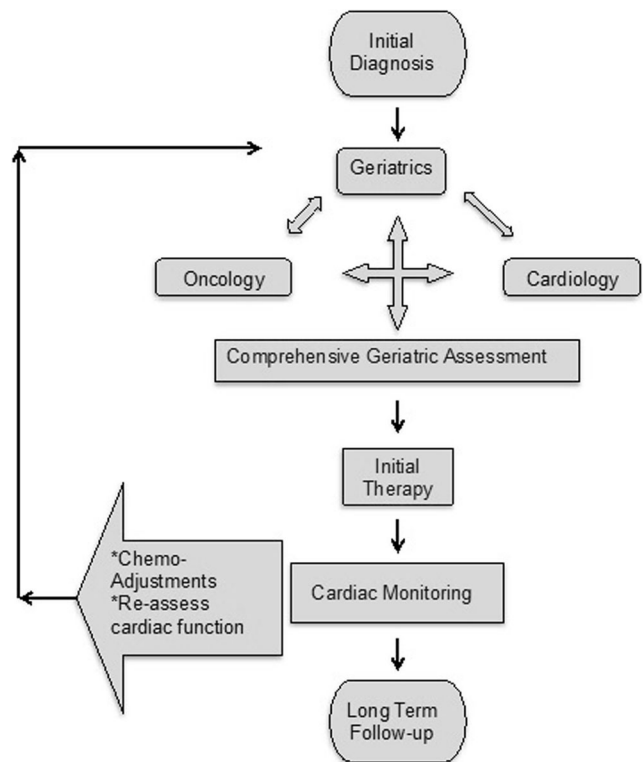 Initial
Diagnosis
Geriatrics
Oncology
Cardiology
Comprehensive Geriatric Assessment
Initial
Therapy
*Chemo-
Adjustments
*Re-assess
cardiac function
Cardiac Monitoring
Long Term
Follow-up